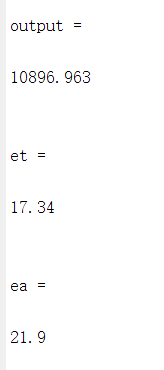 output =
10896.963
et =
17.34
ea =
21.9